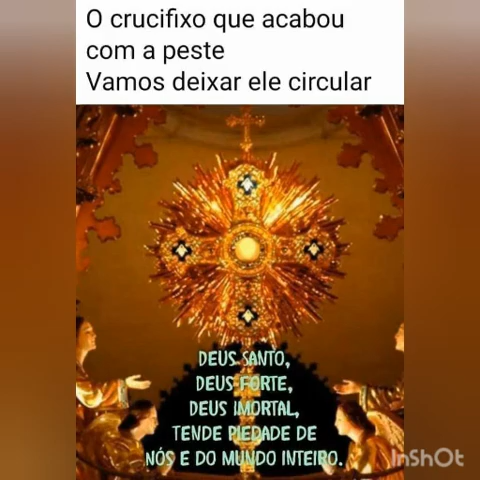 O crucifixo que acabou
com a peste
Vamos deixar ele circular
DEUS SANTO,
DEUS FORTE,
DEUS IMORTAL,
TENDE PIEDADE DE
NÓS E DO MUNDO INTEIRO.
InShOt